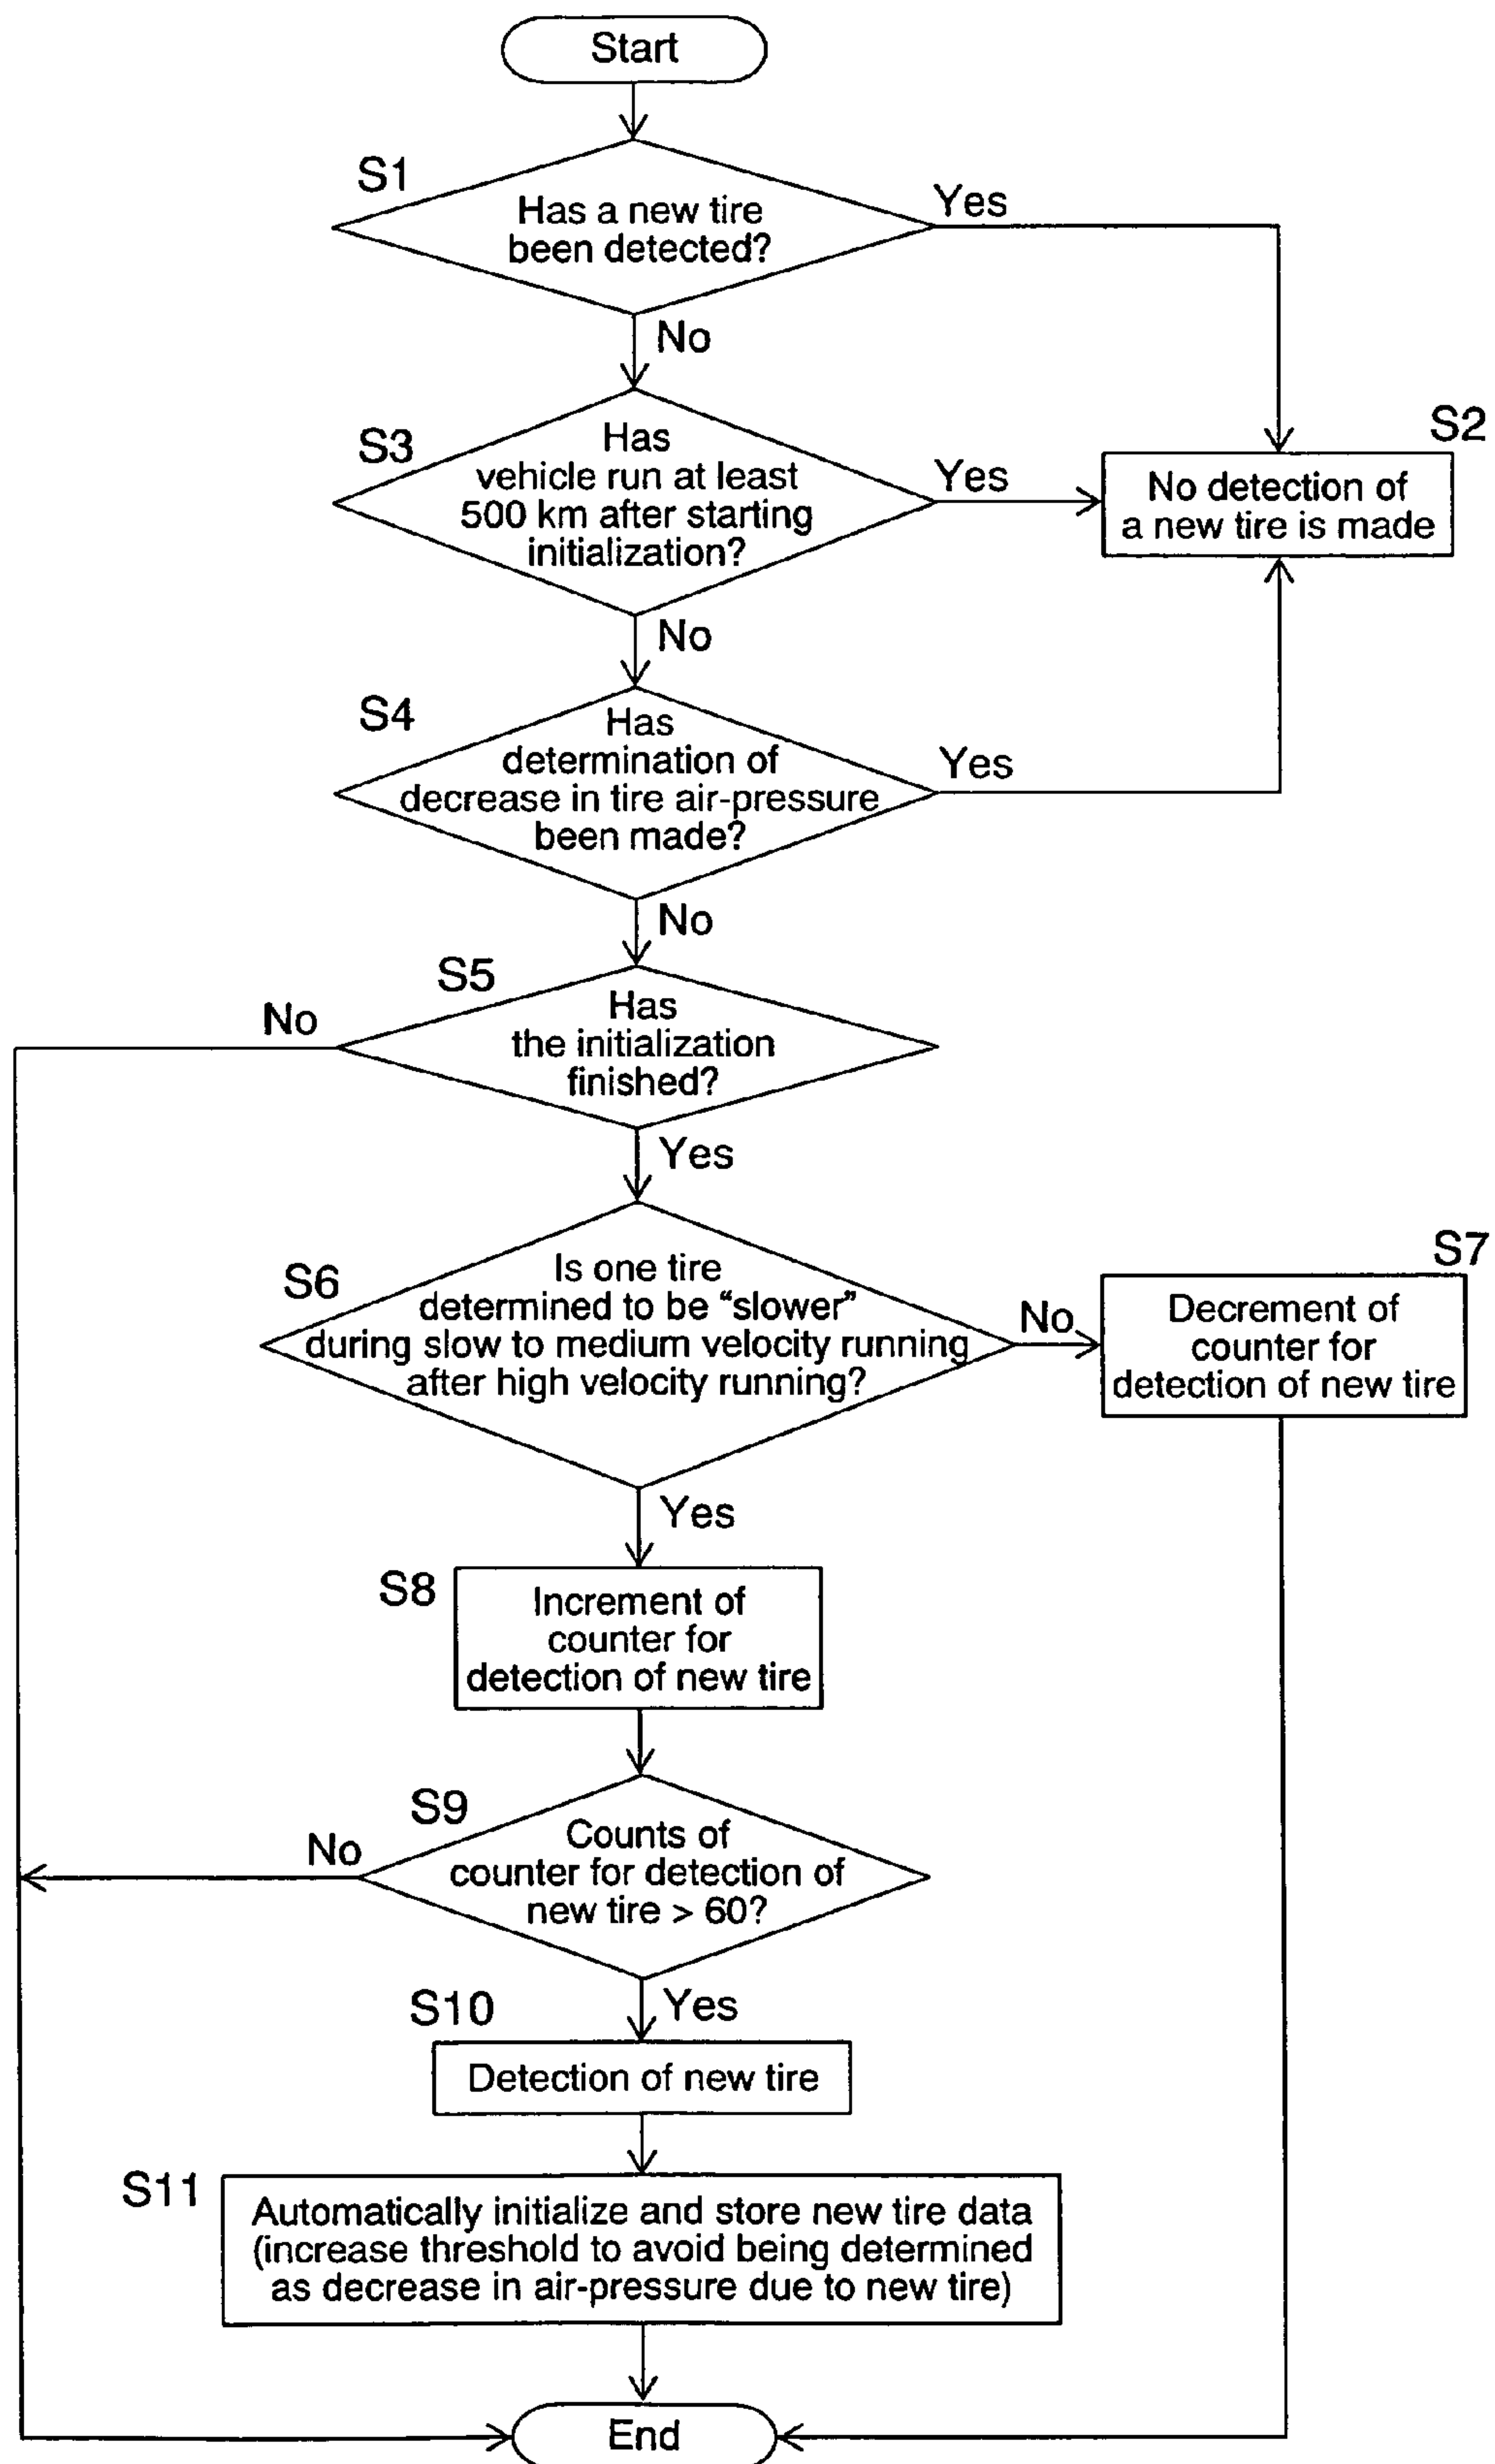 Start
S1
Has a new tire
been detected?
Yes
No
S3
Has
vehicle run at least
500 km after starting
initialization?
Yes
S2
No detection of
a new tire is made
No
S4
Has
determination of
decrease in tire air-pressure
been made?
Yes
No
S5
Has
the initialization
finished?
No
Yes
S6
Is one tire
determined to be “slower”
during slow to medium velocity running
after high velocity running?
No
S7
Decrement of
counter for
detection of new tire
Yes
S8
Increment of
counter for
detection of new tire
S9
Counts of
counter for detection of
new tire > 60?
No
Yes
S10
Detection of new tire
S11
Automatically initialize and store new tire data
(increase threshold to avoid being determined
as decrease in air-pressure due to new tire)
End